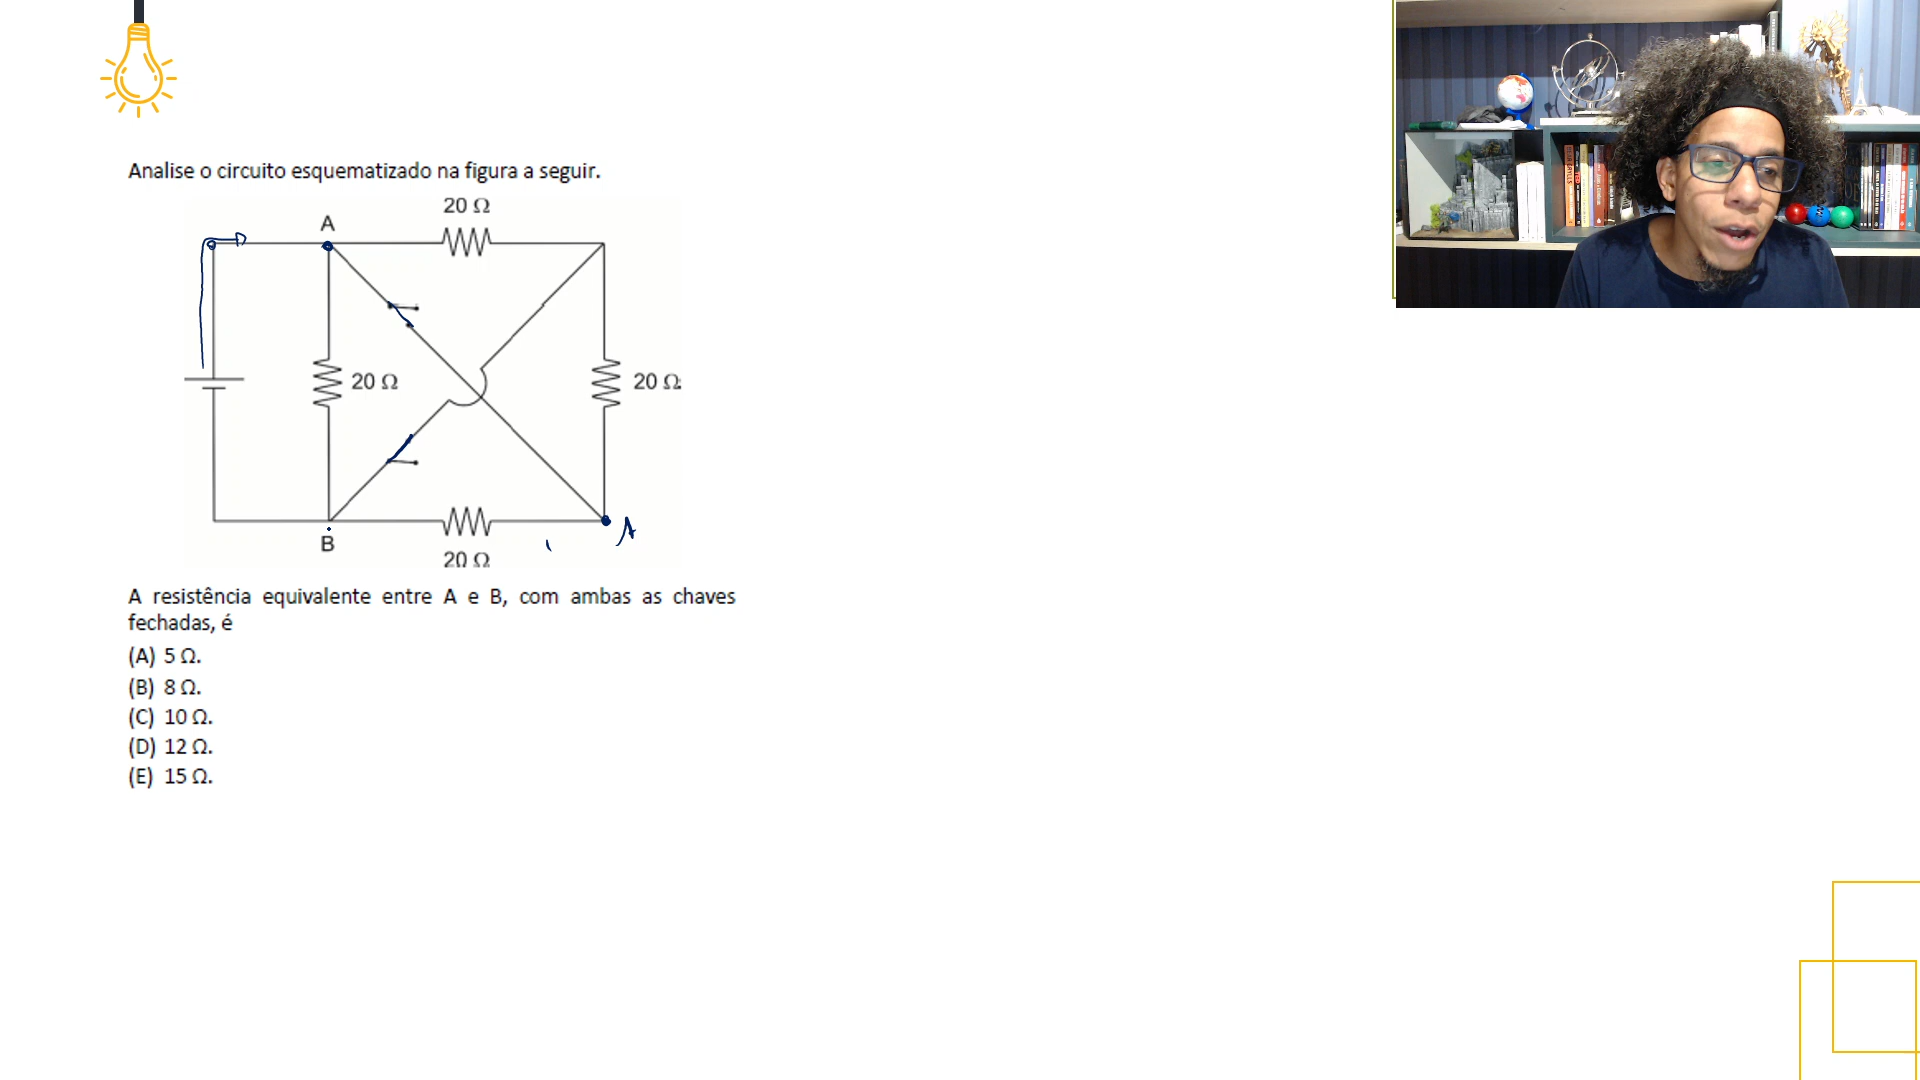 Analise o circuito esquematizado na figura a seguir.
20 Ω
A
20 Ω
20 Ω
A
B
20 Ω
A resistência equivalente entre A e B, com ambas as chaves
fechadas, é
(A) 5 Ω.
(B) 8 Ω.
(C) 10 Ω.
(D) 12 Ω.
(E) 15 Ω.